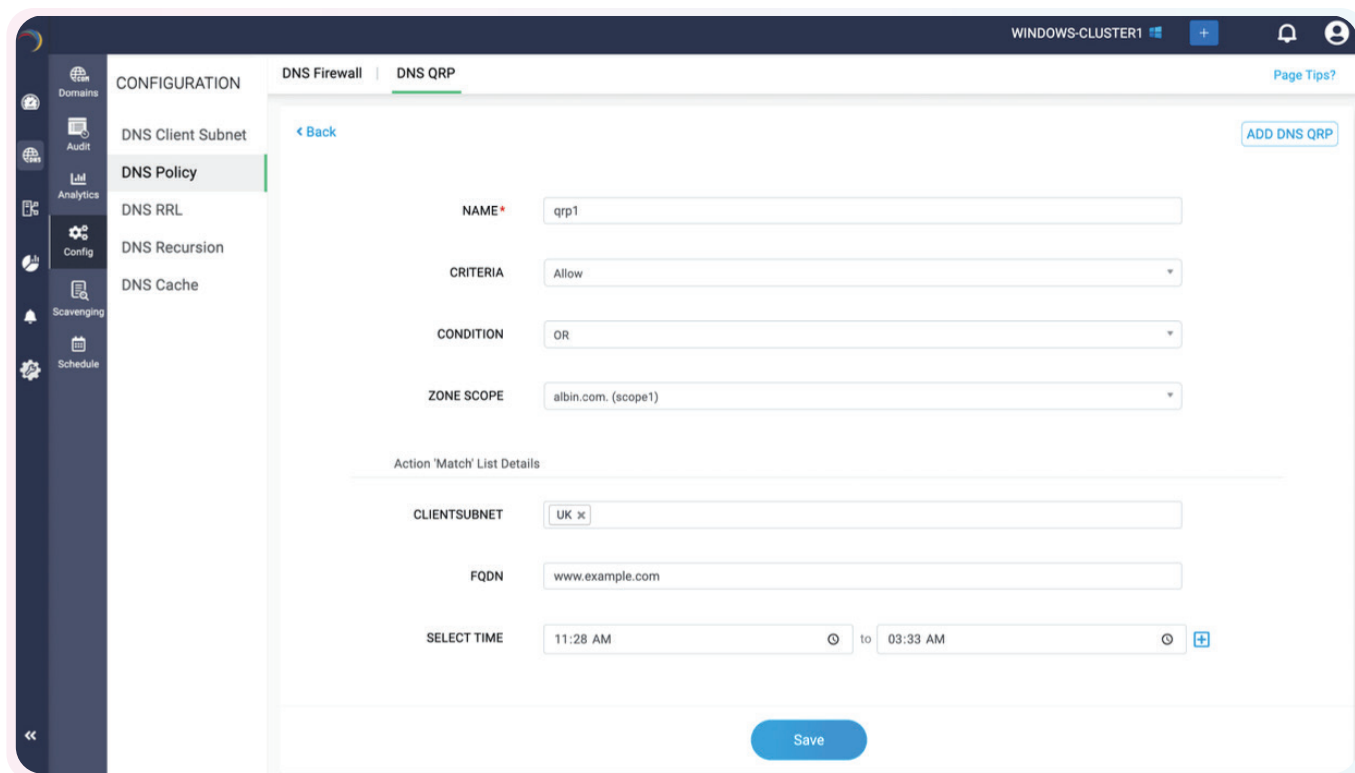 WINDOWS-CLUSTER1
+
.COM
Domains
Audit
Analytics
Config
Scavenging
Schedule
DNS
CONFIGURATION
DNS Client Subnet
DNS Policy
DNS RRL
DNS Recursion
DNS Cache
DNS Firewall | DNS QRP
Page Tips?
< Back
ADD DNS QRP
NAME* qrp1
CRITERIA Allow
CONDITION OR
ZONE SCOPE albin.com. (scope1)
Action 'Match' List Details
CLIENTSUBNET UK ×
FQDN www.example.com
SELECT TIME 11:28 AM to 03:33 AM +
«
Save